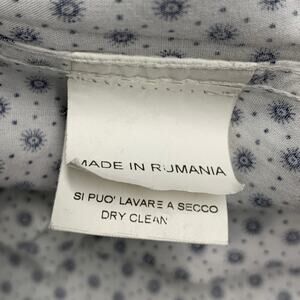 MADE IN RUMANIA
SI PUO' LAVARE A SECCO
DRY CLEAN